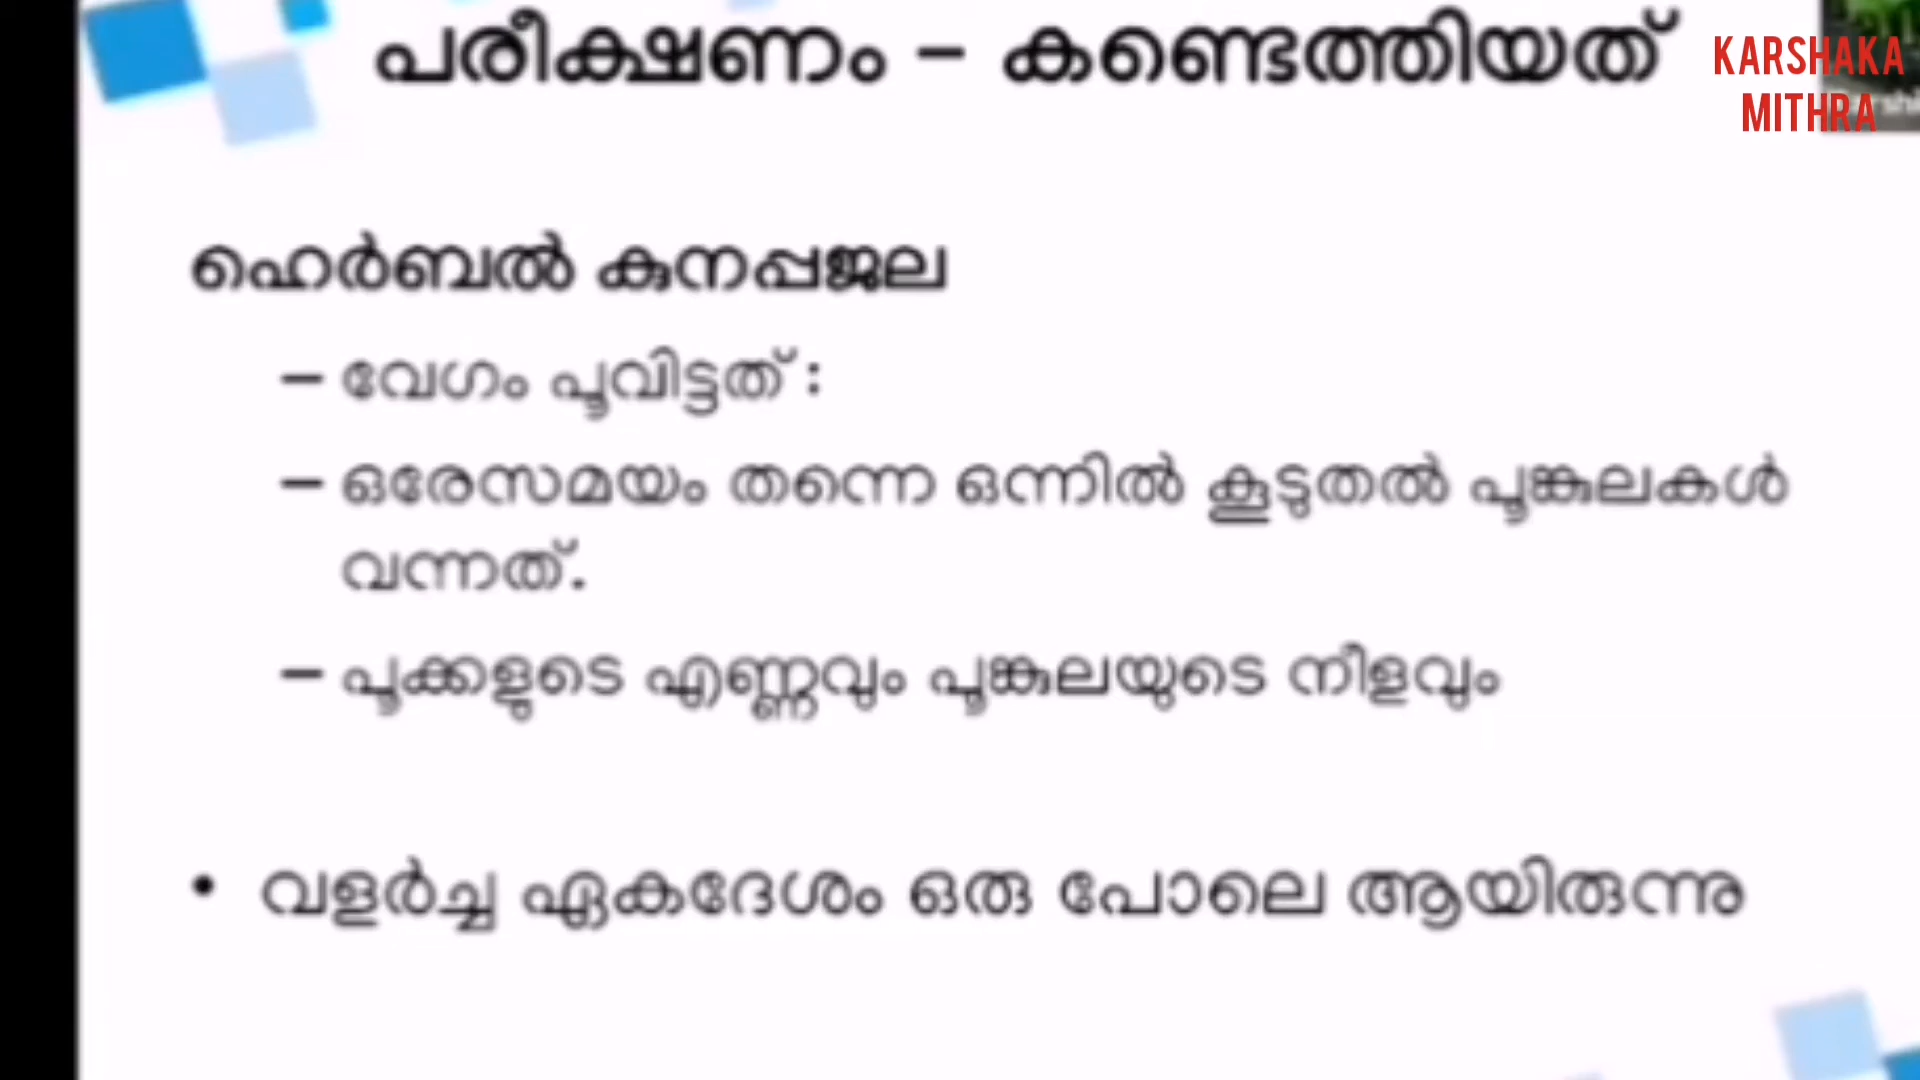 പരീക്ഷണം – കണ്ടെത്തിയത്
KARSHAKA
MITHRA
ഹെർബൽ കുനപ്പജല
– വേഗം പൂവിട്ടത് :
– ഒരേസമയം തന്നെ ഒന്നിൽ കൂടുതൽ പൂങ്കുലകൾ
വന്നത്.
– പൂക്കളുടെ എണ്ണവും പൂങ്കുലയുടെ നീളവും
• വളർച്ച ഏകദേശം ഒരു പോലെ ആയിരുന്നു